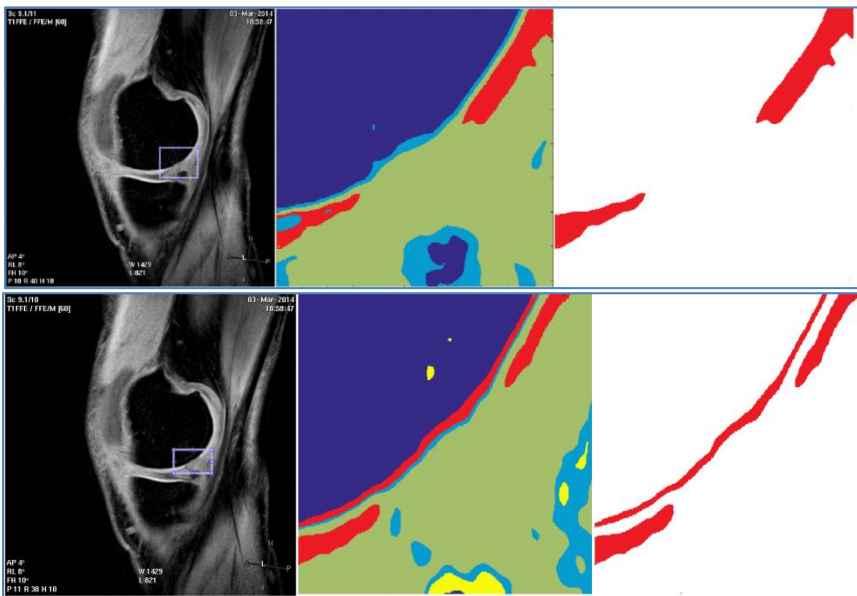 Sc 9.1/11
03-Mar-2014
T1FFE / FFE/M [60]
10:58:47
H
L
P
AP 4°
RL 8°
W 1429
FH 10°
L 821
P 10 R 40 H 10
Sc 9.1/10
03-Mar-2014
T1FFE / FFE/M [60]
10:58:47
H
L
P
AP 4°
RL 8°
W 1429
FH 10°
L 821
P 11 R 38 H 10